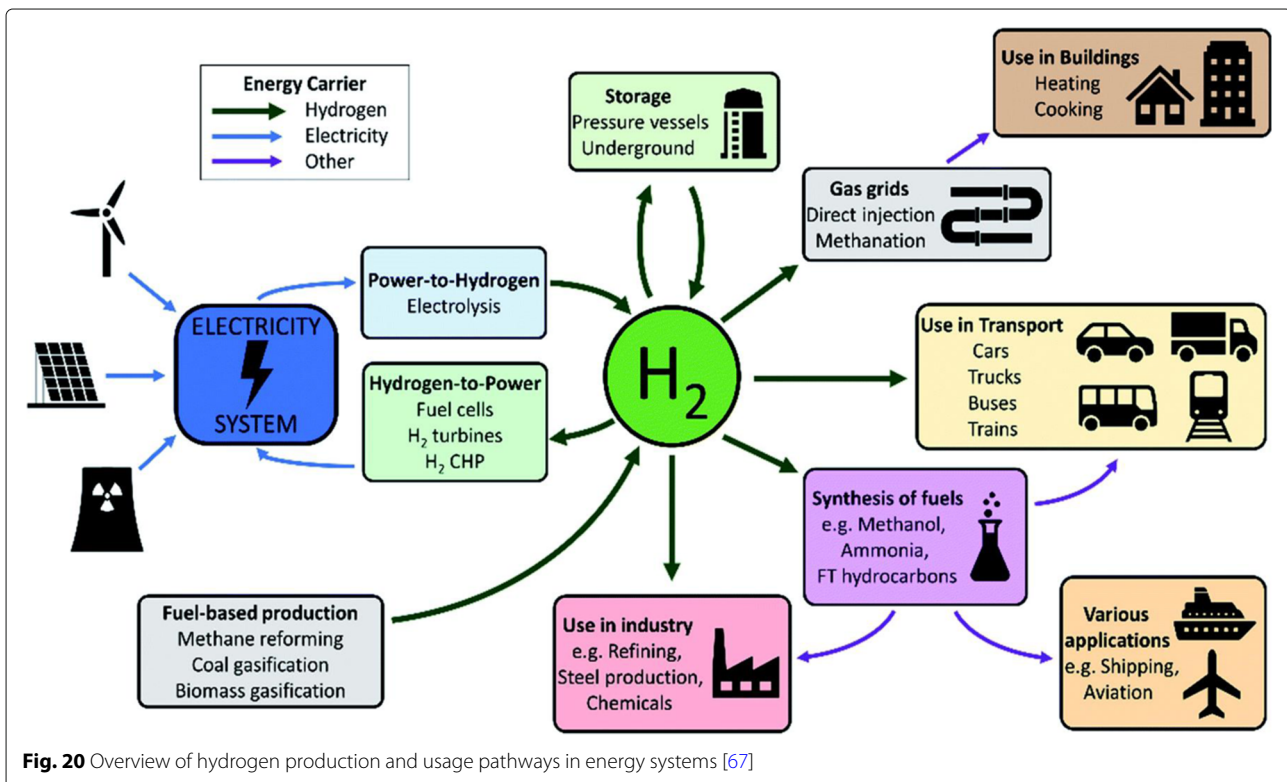 Energy Carrier
Hydrogen
Electricity
Other
Storage
Pressure vessels
Underground
Use in Buildings
Heating
Cooking
Gas grids
Direct injection
Methanation
ELECTRICITY
SYSTEM
Power-to-Hydrogen
Electrolysis
Hydrogen-to-Power
Fuel cells
H₂ turbines
H₂ CHP
H₂
Use in Transport
Cars
Trucks
Buses
Trains
Synthesis of fuels
e.g. Methanol,
Ammonia,
FT hydrocarbons
Fuel-based production
Methane reforming
Coal gasification
Biomass gasification
Use in industry
e.g. Refining,
Steel production,
Chemicals
Various
applications
e.g. Shipping,
Aviation
Fig. 20 Overview of hydrogen production and usage pathways in energy systems [67]